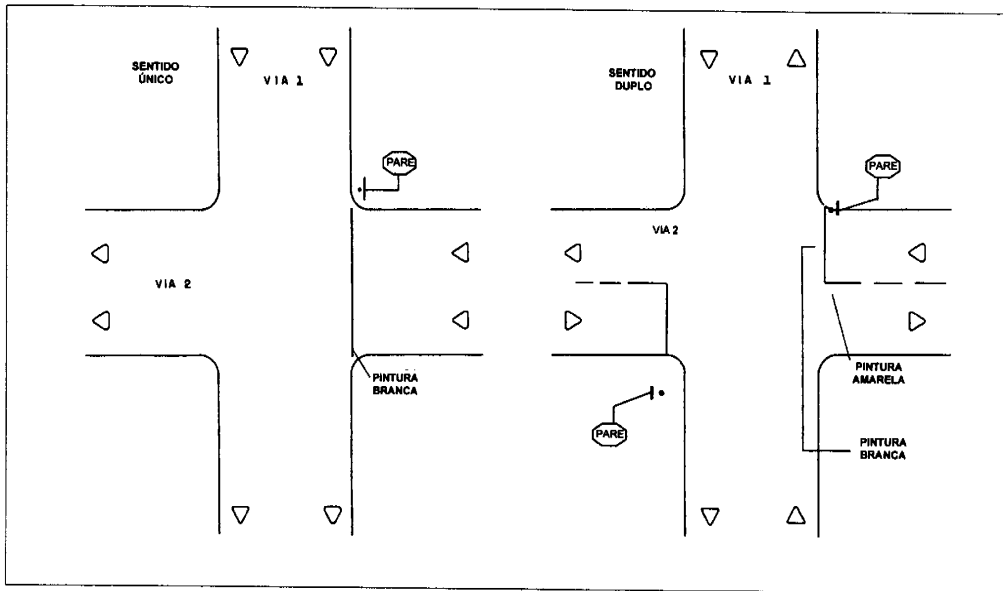 SENTIDO
ÚNICO
VIA 1
PARE
VIA 2
PINTURA
BRANCA
SENTIDO
DUPLO
VIA 1
PARE
VIA 2
PINTURA
AMARELA
PARE
PINTURA
BRANCA